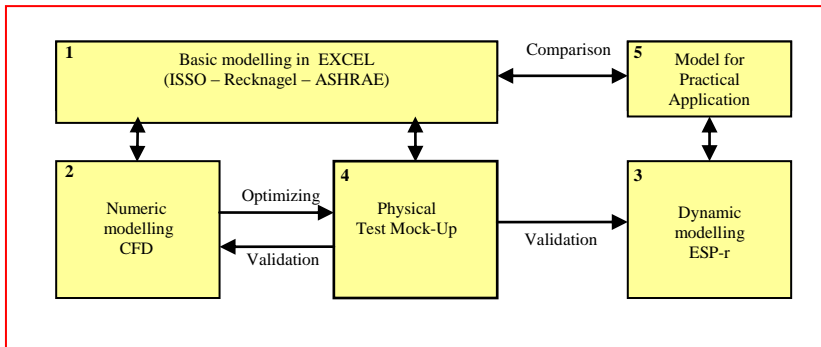 1
Basic modelling in EXCEL
(ISSO – Recknagel – ASHRAE)
Comparison
5
Model for
Practical
Application
2
Numeric
modelling
CFD
Optimizing
Validation
4
Physical
Test Mock-Up
Validation
3
Dynamic
modelling
ESP-r